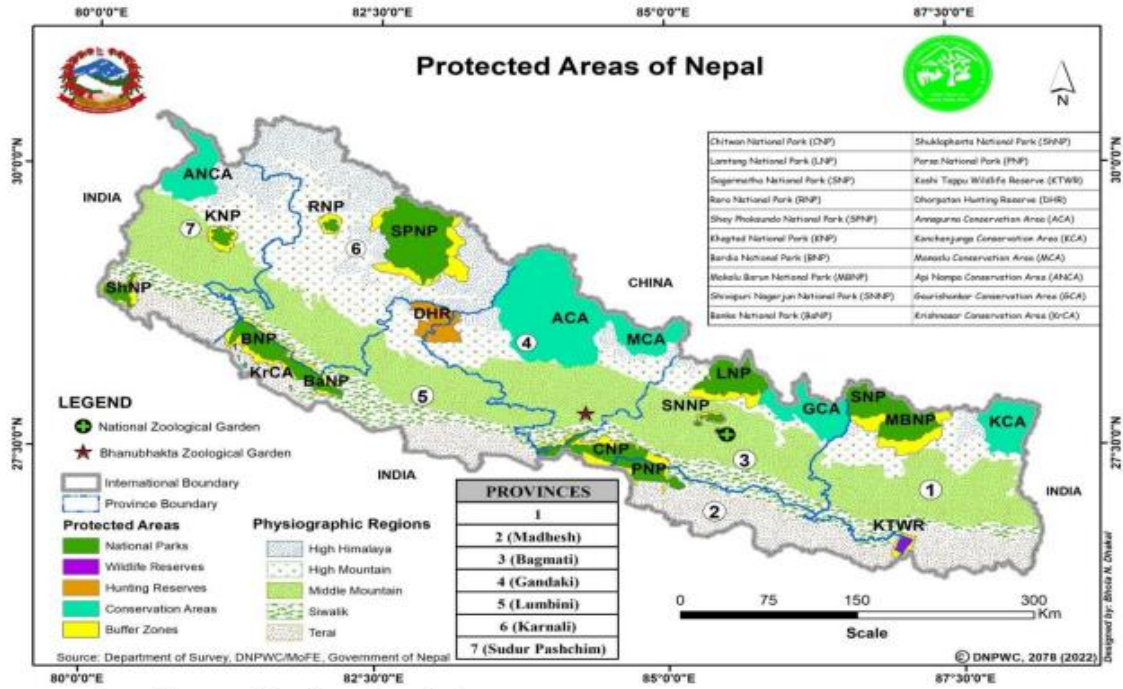 80°0'0"E 82°30'0"E 85°0'0"E 87°30'0"E
Protected Areas of Nepal
N
30°0'0"N
30°0'0"N
27°30'0"N
27°30'0"N
Chitwan National Park (CNP) Shuklaphanta National Park (ShNP)
Lamtang National Park (LNP) Parsa National Park (PNP)
Sagarmatha National Park (SNP) Koshi Tappu Wildlife Reserve (KTWR)
Rara National Park (RNP) Dhorpatan Hunting Reserve (DHR)
Shey Phoksundo National Park (SPNP) Annapurna Conservation Area (ACA)
Khaptad National Park (KNP) Kanchanjunga Conservation Area (KCA)
Bardia National Park (BNP) Manaslu Conservation Area (MCA)
Makalu Barun National Park (MBNP) Api Nampa Conservation Area (ANCA)
Shivapuri Nagarjun National Park (SNNP) Gaurishankar Conservation Area (GCA)
Banke National Park (BaNP) Krishnasar Conservation Area (KrCA)
INDIA
ANCA
KNP
7
RNP
6
SPNP
CHINA
ShNP
DHR
ACA
4
MCA
BNP
KrCA
BaNP
5
LNP
SNNP
GCA
SNP
MBNP
KCA
CNP
PNP
3
2
1
KTWR
INDIA
INDIA
LEGEND
National Zoological Garden
Bhanubhakta Zoological Garden
International Boundary
Province Boundary
Protected Areas
National Parks
Wildlife Reserves
Hunting Reserves
Conservation Areas
Buffer Zones
Physiographic Regions
High Himalaya
High Mountain
Middle Mountain
Siwalik
Terai
PROVINCES
1
2 (Madhesh)
3 (Bagmati)
4 (Gandaki)
5 (Lumbini)
6 (Karnali)
7 (Sudur Pashchim)
0 75 150 300
Km
Scale
Designed by: Bhola N. Dhakal
Source: Department of Survey, DNPWC/MoFE, Government of Nepal
© DNPWC, 2078 (2022)
80°0'0"E 82°30'0"E 85°0'0"E 87°30'0"E